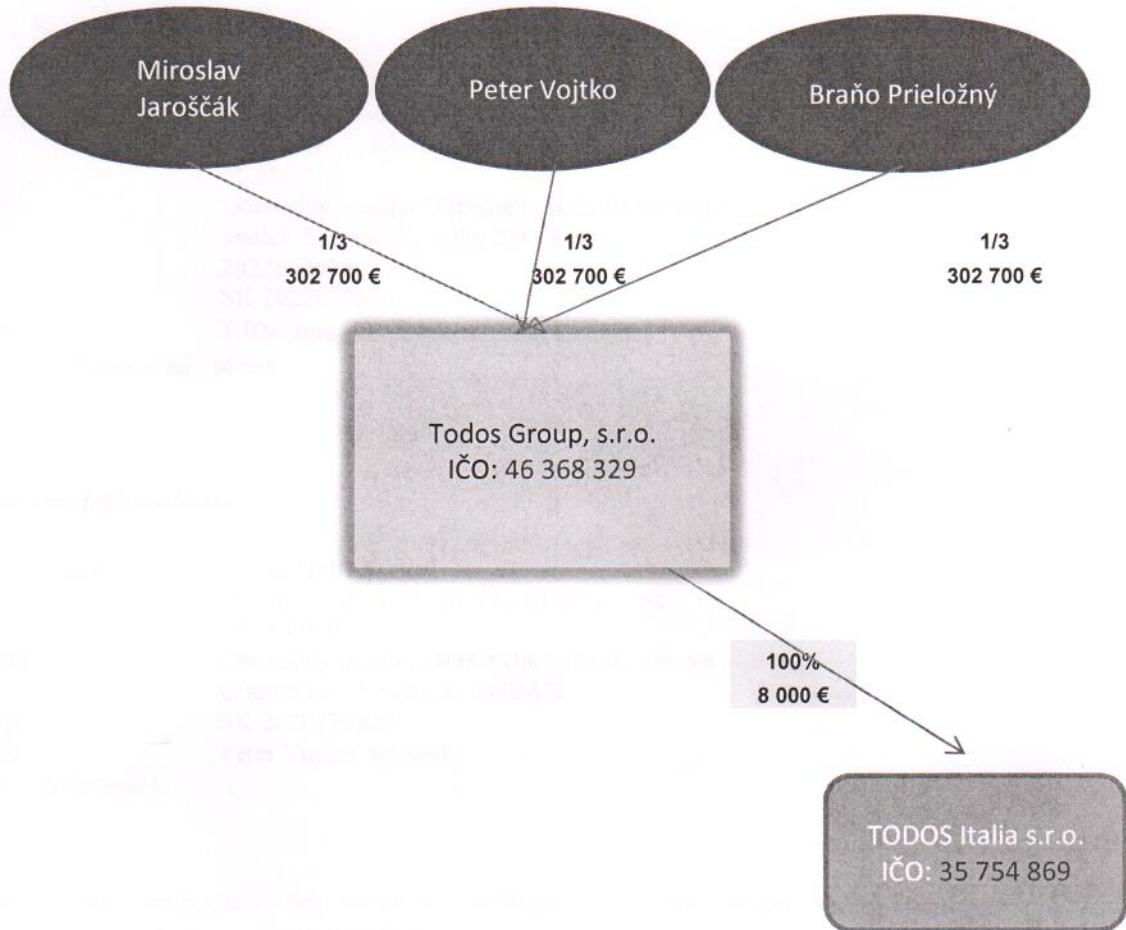 Miroslav
Jaroščák
Peter Vojtko
Braňo Prieložný
1/3
302 700 €
1/3
302 700 €
1/3
302 700 €
Todos Group, s.r.o.
IČO: 46 368 329
100%
8 000 €
TODOS Italia s.r.o.
IČO: 35 754 869